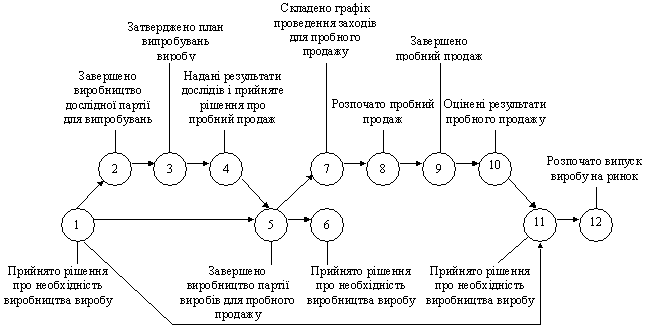 Складено графік
проведення заходів
для пробного
продажу
Затверджено план
випробувань
виробу
Завершено
пробний продаж
Завершено
виробництво
дослідної партії
для випробувань
Надані результати
дослідів і прийняте
рішення про
пробний продаж
Розпочато пробний
продаж
Оцінені результати
пробного продажу
Розпочато випуск
виробу на ринок
2
3
4
7
8
9
10
1
5
6
11
12
Прийнято рішення
про необхідність
виробництва виробу
Завершено
виробництво партії
виробів для пробного
продажу
Прийнято рішення
про необхідність
виробництва виробу
Прийнято рішення
про необхідність
виробництва виробу